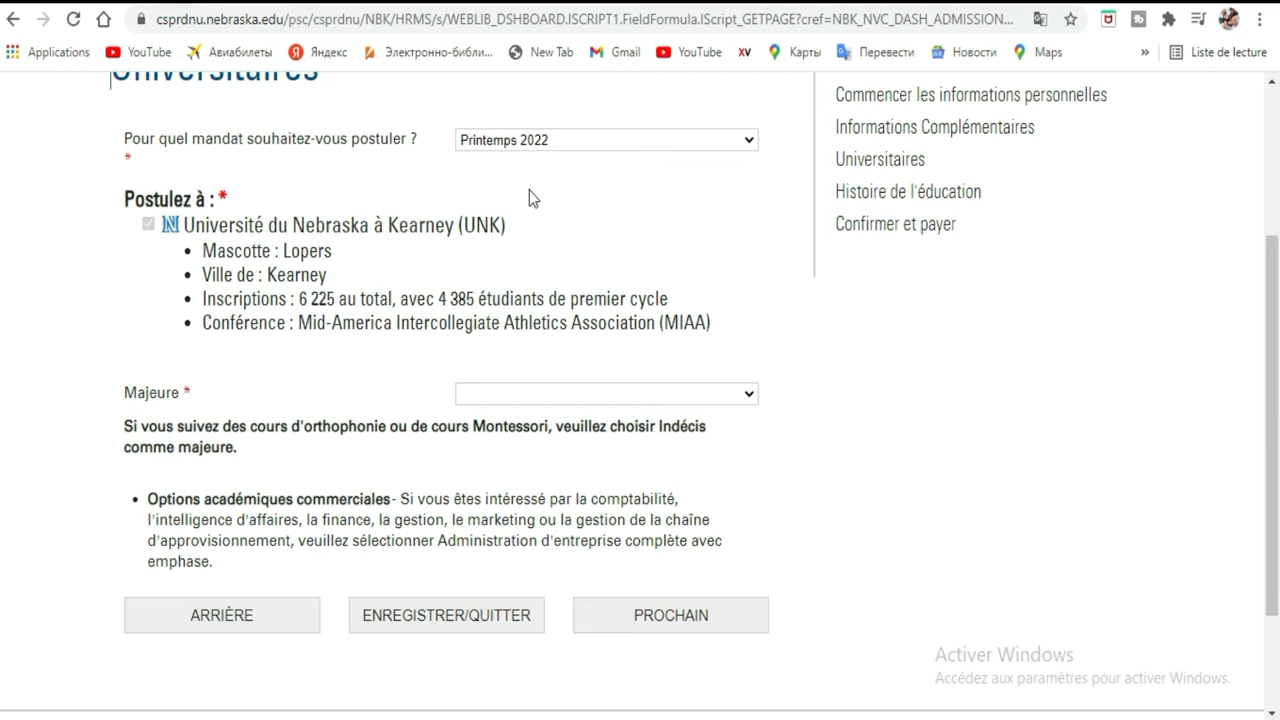 csprdnu.nebraska.edu/psc/csprdnu/NBK/HRMS/s/WEBLIB_DSHBOARD.ISCRIPT1.FieldFormula.IScript_GETPAGE?cref=NBK_NVC_DASH_ADMISSION...
Applications YouTube Авиабилеты Яндекс Электронно-библи... New Tab Gmail YouTube XV Карты Перевести Новости Maps » Liste de lecture
Universitaires
Pour quel mandat souhaitez-vous postuler ? Printemps 2022
*
Postulez à : *
Université du Nebraska à Kearney (UNK)
• Mascotte : Lopers
• Ville de : Kearney
• Inscriptions : 6 225 au total, avec 4 385 étudiants de premier cycle
• Conférence : Mid-America Intercollegiate Athletics Association (MIAA)
Majeure *
Si vous suivez des cours d'orthophonie ou de cours Montessori, veuillez choisir Indécis
comme majeure.
• Options académiques commerciales- Si vous êtes intéressé par la comptabilité,
l'intelligence d'affaires, la finance, la gestion, le marketing ou la gestion de la chaîne
d'approvisionnement, veuillez sélectionner Administration d'entreprise complète avec
emphase.
ARRIÈRE ENREGISTRER/QUITTER PROCHAIN
Commencer les informations personnelles
Informations Complémentaires
Universitaires
Histoire de l'éducation
Confirmer et payer
Activer Windows
Accédez aux paramètres pour activer Windows.